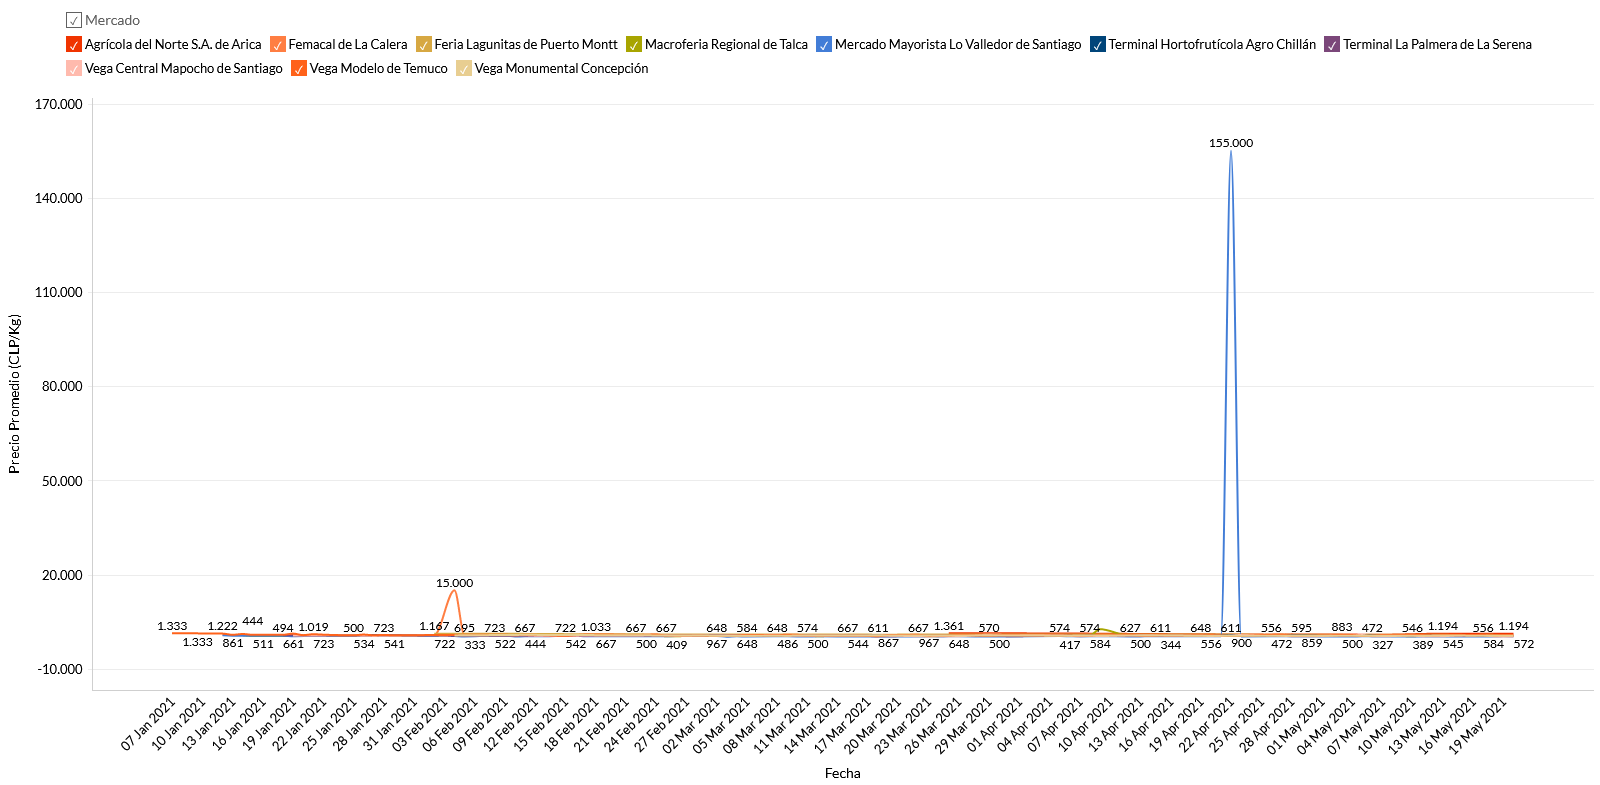 Mercado
Agrícola del Norte S.A. de Arica Femacal de La Calera Feria Lagunitas de Puerto Montt Macroferia Regional de Talca Mercado Mayorista Lo Valledor de Santiago Terminal Hortofrutícola Agro Chillán Terminal La Palmera de La Serena
Vega Central Mapocho de Santiago Vega Modelo de Temuco Vega Monumental Concepción
170.000
155.000
140.000
110.000
80.000
50.000
20.000
-10.000
Precio Promedio (CLP/Kg)
15.000
1.333 1.222 444 494 1.019 500 723 1.167 695 723 667 722 1.033 667 667 648 584 648 574 667 611 667 1.361 570 574 574 627 611 648 611 556 595 883 472 546 1.194 556 1.194
1.333 861 511 661 723 534 541 722 333 522 444 542 667 500 409 967 648 486 500 544 867 967 648 500 417 584 500 344 556 900 472 859 500 327 389 545 584 572
07 Jan 2021 10 Jan 2021 13 Jan 2021 16 Jan 2021 19 Jan 2021 22 Jan 2021 25 Jan 2021 28 Jan 2021 31 Jan 2021 03 Feb 2021 06 Feb 2021 09 Feb 2021 12 Feb 2021 15 Feb 2021 18 Feb 2021 21 Feb 2021 24 Feb 2021 27 Feb 2021 02 Mar 2021 05 Mar 2021 08 Mar 2021 11 Mar 2021 14 Mar 2021 17 Mar 2021 20 Mar 2021 23 Mar 2021 26 Mar 2021 29 Mar 2021 01 Apr 2021 04 Apr 2021 07 Apr 2021 10 Apr 2021 13 Apr 2021 16 Apr 2021 19 Apr 2021 22 Apr 2021 25 Apr 2021 28 Apr 2021 01 May 2021 04 May 2021 07 May 2021 10 May 2021 13 May 2021 16 May 2021 19 May 2021
Fecha